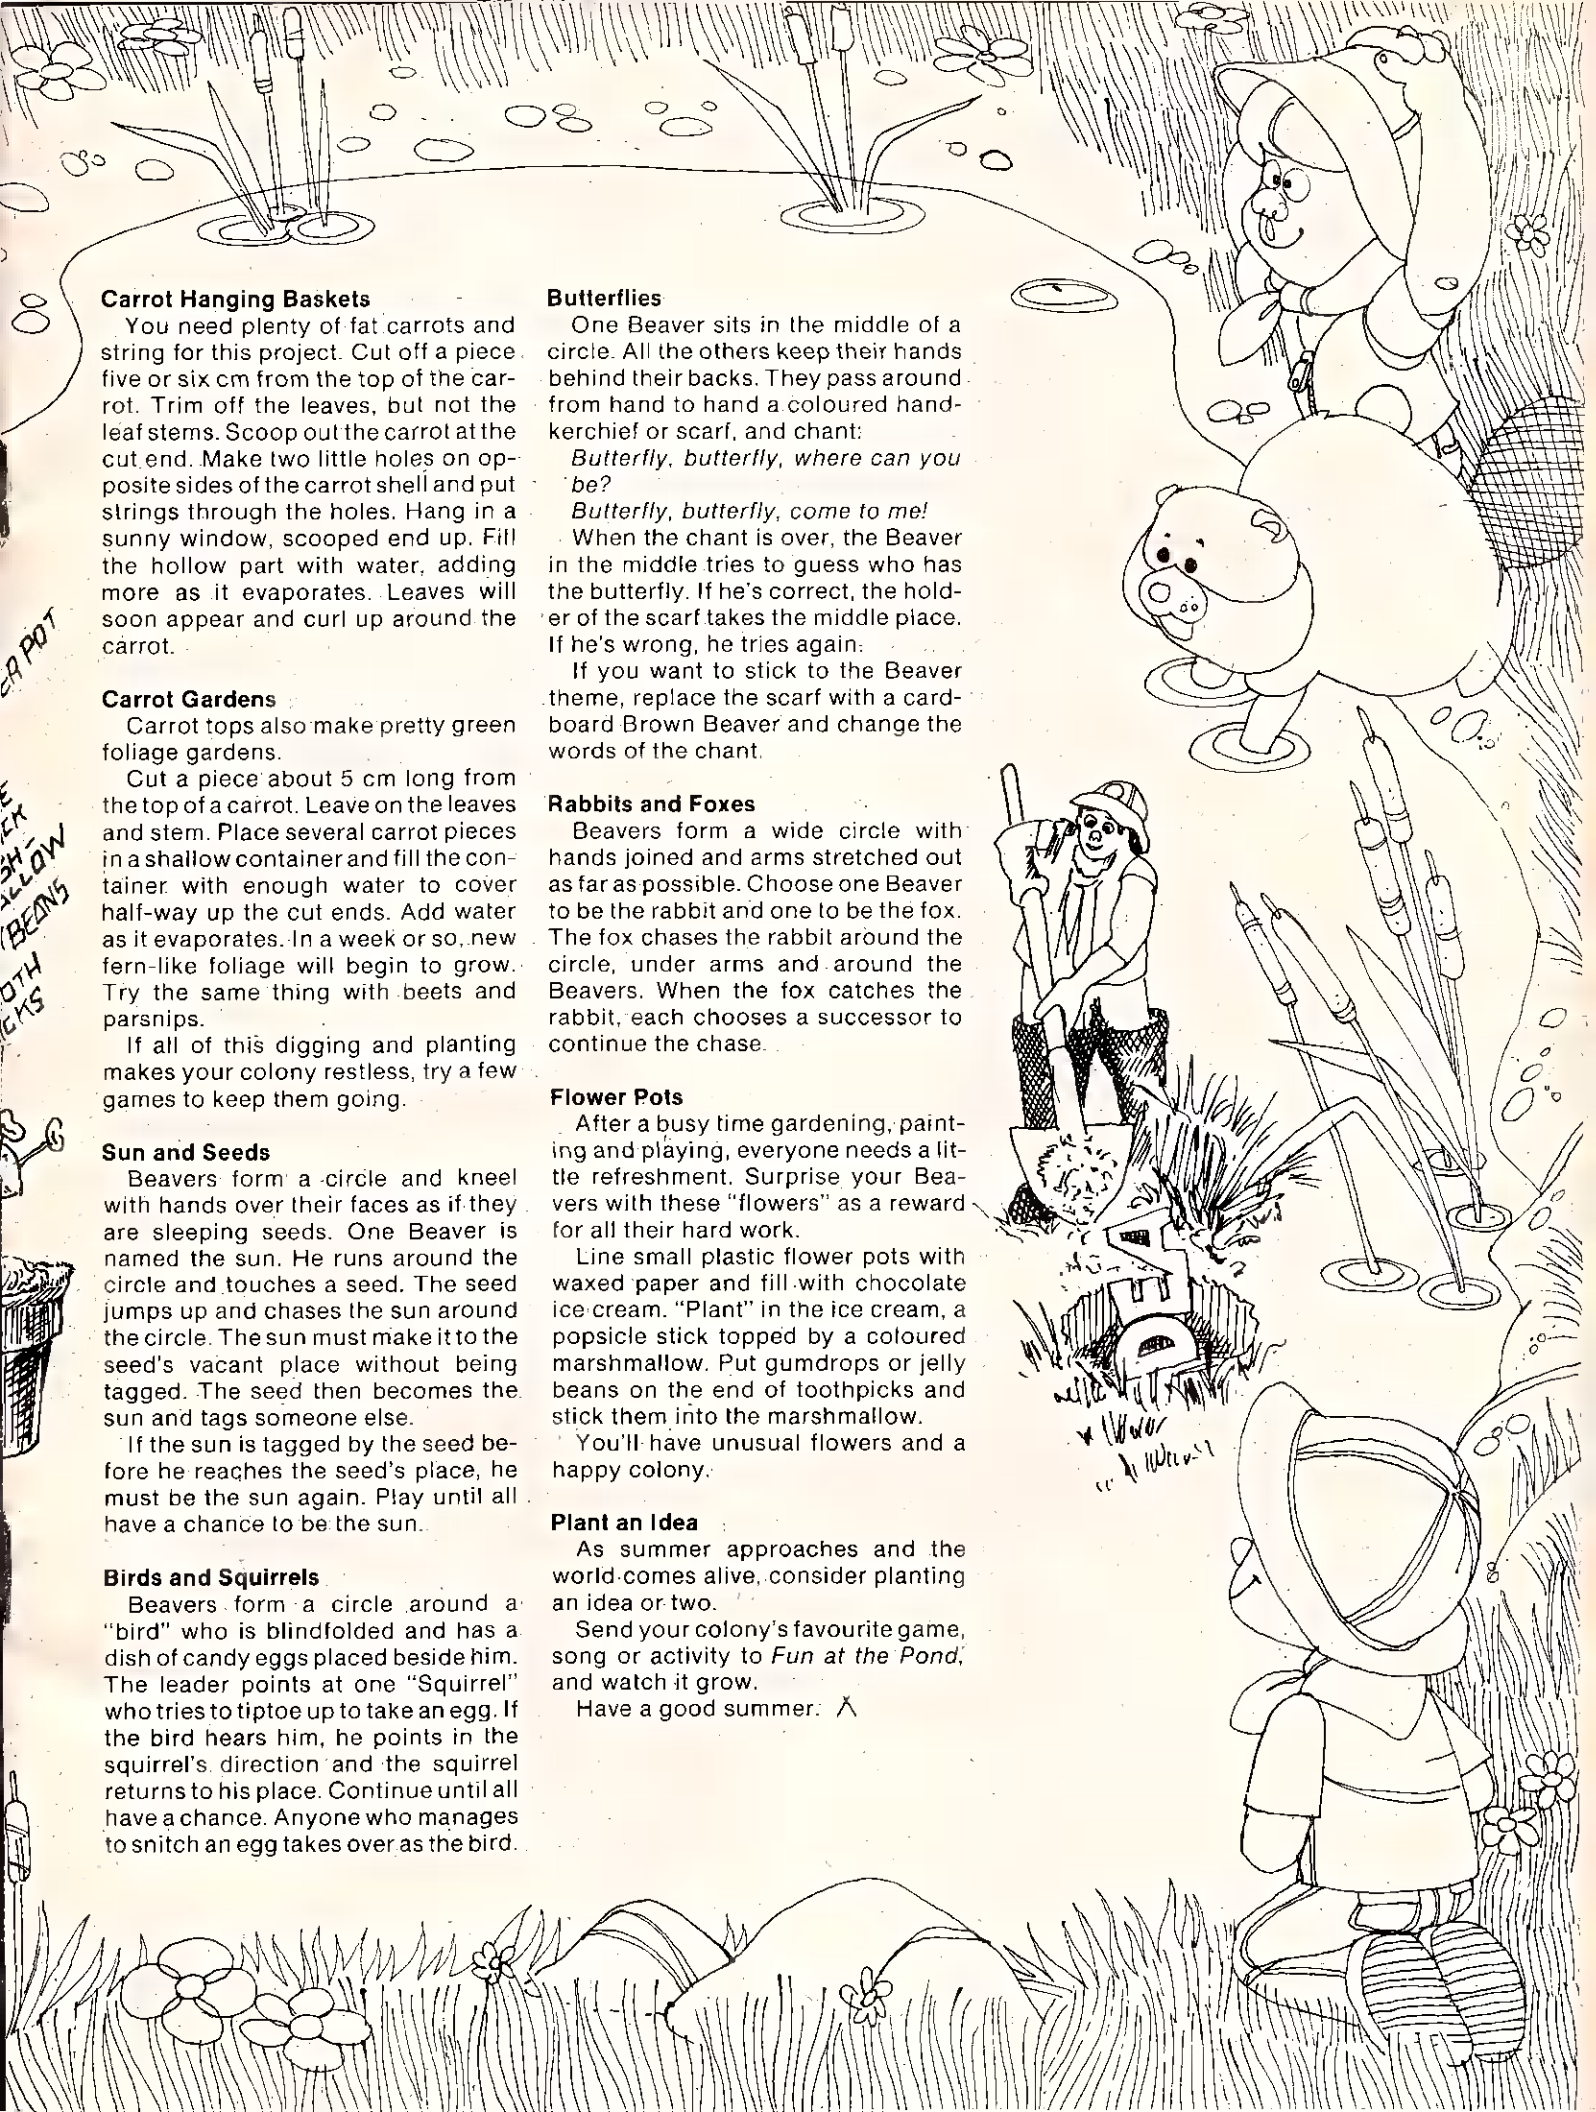 Carrot Hanging Baskets
You need plenty of fat carrots and
string for this project. Cut off a piece
five or six cm from the top of the car-
rot. Trim off the leaves, but not the
leaf stems. Scoop out the carrot at the
cut end. Make two little holes on op-
posite sides of the carrot shell and put
strings through the holes. Hang in a
sunny window, scooped end up. Fill
the hollow part with water, adding
more as it evaporates. Leaves will
soon appear and curl up around the
carrot.
Carrot Gardens
Carrot tops also make pretty green
foliage gardens.
Cut a piece about 5 cm long from
the top of a carrot. Leave on the leaves
and stem. Place several carrot pieces
in a shallow container and fill the con-
tainer with enough water to cover
half-way up the cut ends. Add water
as it evaporates. In a week or so, new
fern-like foliage will begin to grow.
Try the same thing with beets and
parsnips.
If all of this digging and planting
makes your colony restless, try a few
games to keep them going.
Sun and Seeds
Beavers form a circle and kneel
with hands over their faces as if they
are sleeping seeds. One Beaver is
named the sun. He runs around the
circle and touches a seed. The seed
jumps up and chases the sun around
the circle. The sun must make it to the
seed's vacant place without being
tagged. The seed then becomes the
sun and tags someone else.
If the sun is tagged by the seed be-
fore he reaches the seed's place, he
must be the sun again. Play until all
have a chance to be the sun.
Birds and Squirrels
Beavers form a circle around a
"bird" who is blindfolded and has a
dish of candy eggs placed beside him.
The leader points at one "Squirrel"
who tries to tiptoe up to take an egg. If
the bird hears him, he points in the
squirrel's direction and the squirrel
returns to his place. Continue until all
have a chance. Anyone who manages
to snitch an egg takes over as the bird.
Butterflies
One Beaver sits in the middle of a
circle. All the others keep their hands
behind their backs. They pass around
from hand to hand a coloured hand-
kerchief or scarf, and chant:
Butterfly, butterfly, where can you
be?
Butterfly, butterfly, come to me!
When the chant is over, the Beaver
in the middle tries to guess who has
the butterfly. If he's correct, the hold-
er of the scarf takes the middle place.
If he's wrong, he tries again.
If you want to stick to the Beaver
theme, replace the scarf with a card-
board Brown Beaver and change the
words of the chant.
Rabbits and Foxes
Beavers form a wide circle with
hands joined and arms stretched out
as far as possible. Choose one Beaver
to be the rabbit and one to be the fox.
The fox chases the rabbit around the
circle, under arms and around the
Beavers. When the fox catches the
rabbit, each chooses a successor to
continue the chase.
Flower Pots
After a busy time gardening, paint-
ing and playing, everyone needs a lit-
tle refreshment. Surprise your Bea-
vers with these "flowers" as a reward
for all their hard work.
Line small plastic flower pots with
waxed paper and fill with chocolate
ice cream. "Plant" in the ice cream, a
popsicle stick topped by a coloured
marshmallow. Put gumdrops or jelly
beans on the end of toothpicks and
stick them into the marshmallow.
You'll have unusual flowers and a
happy colony.
Plant an Idea
As summer approaches and the
world comes alive, consider planting
an idea or two.
Send your colony's favourite game,
song or activity to Fun at the Pond,
and watch it grow.
Have a good summer.
POT
BEANS